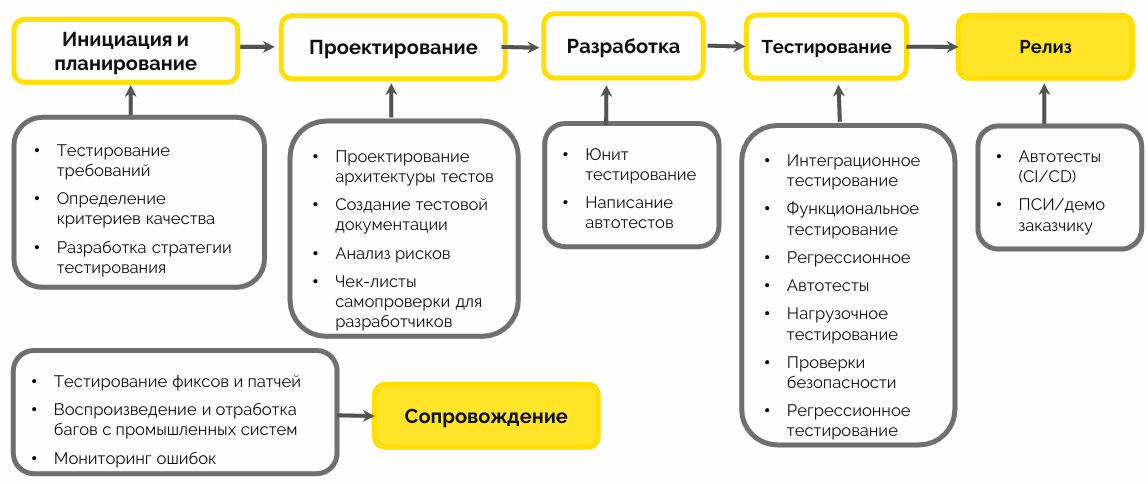 Инициация и
планирование
Проектирование
Разработка
Тестирование
Релиз
• Тестирование
требований
• Определение
критериев качества
• Разработка стратегии
тестирования
• Проектирование
архитектуры тестов
• Создание тестовой
документации
• Анализ рисков
• Чек-листы
самопроверки для
разработчиков
• Юнит
тестирование
• Написание
автотестов
• Интеграционное
тестирование
• Функциональное
тестирование
• Регрессионное
• Автотесты
• Нагрузочное
тестирование
• Проверки
безопасности
• Регрессионное
тестирование
• Автотесты
(CI/CD)
• ПСИ/демо
заказчику
• Тестирование фиксов и патчей
• Воспроизведение и отработка
багов с промышленных систем
• Мониторинг ошибок
Сопровождение